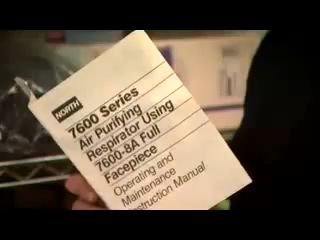 NORTH
7600 Series
Air Purifying
Respirator Using
7600-8A Full
Facepiece
Operating and
Maintenance
Instruction Manual